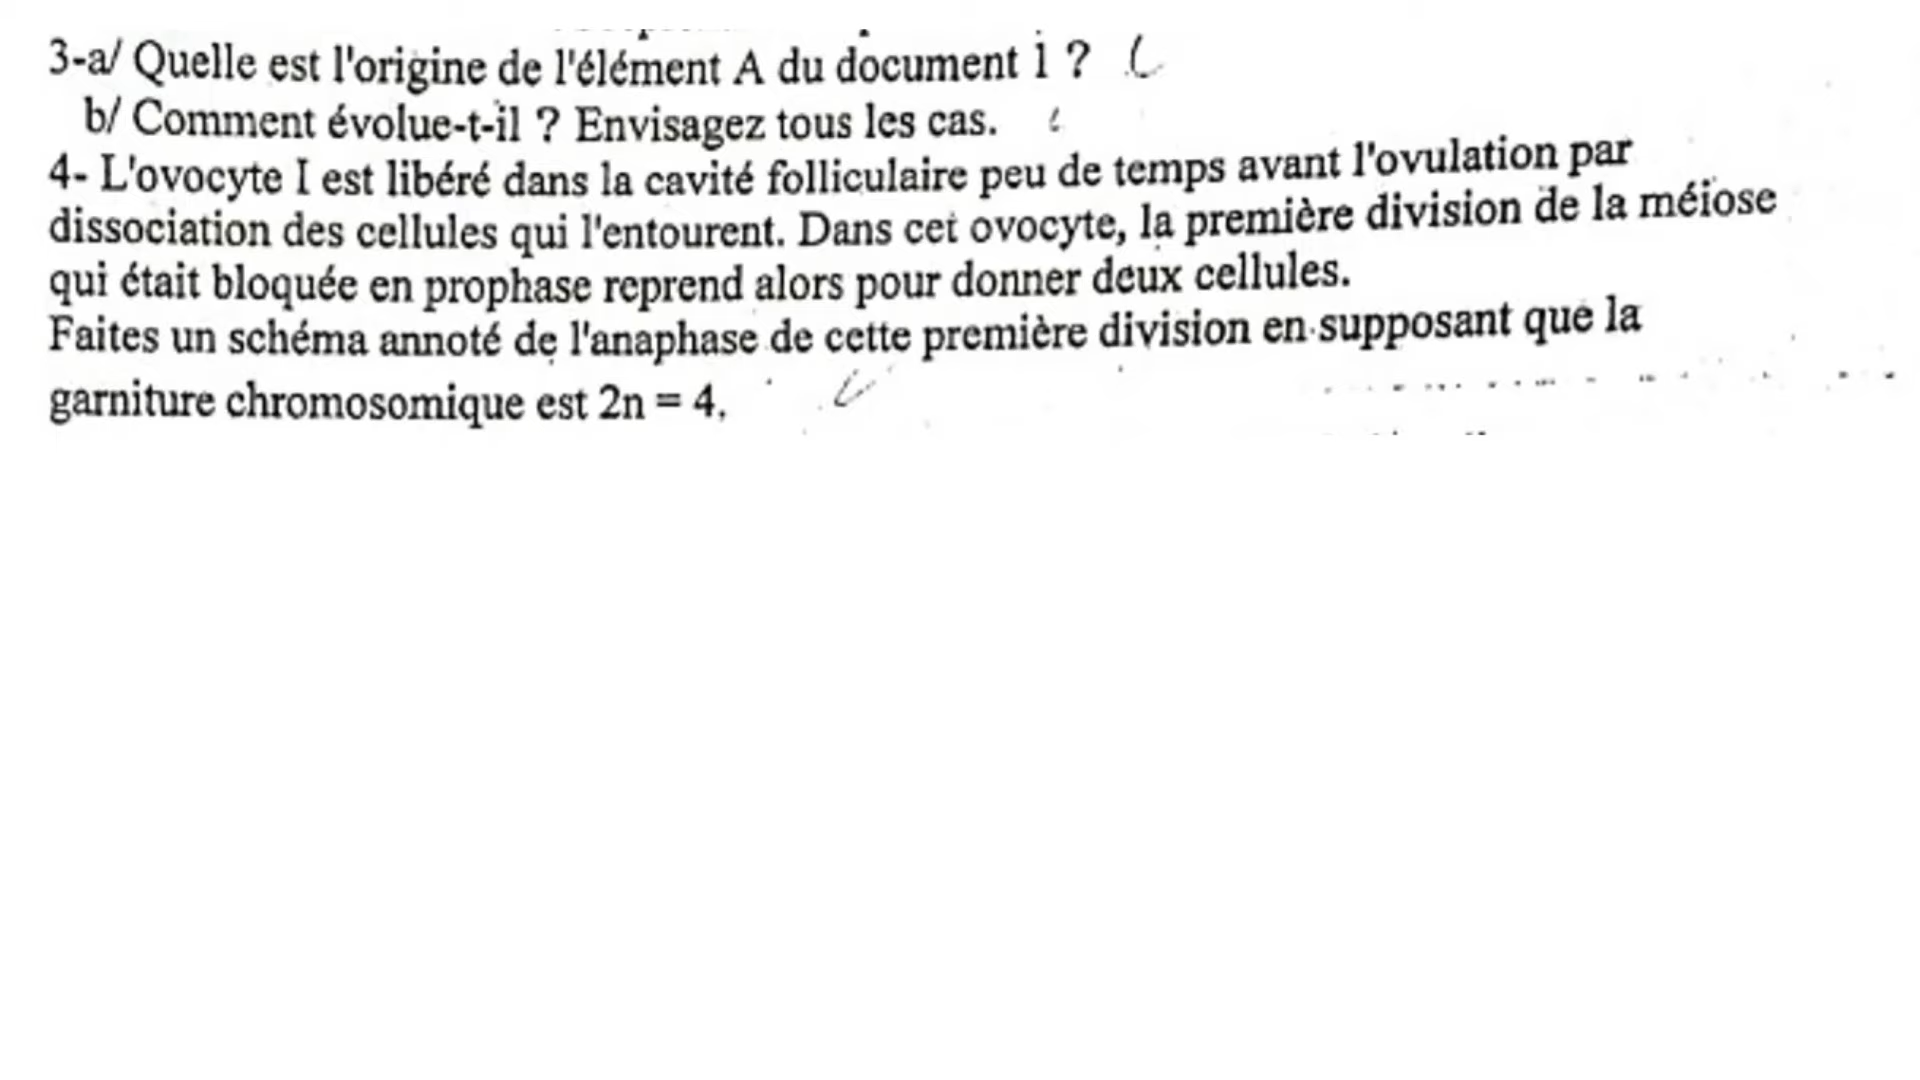 3-a/ Quelle est l'origine de l'élément A du document 1 ?
b/ Comment évolue-t-il ? Envisagez tous les cas.
4- L'ovocyte I est libéré dans la cavité folliculaire peu de temps avant l'ovulation par
dissociation des cellules qui l'entourent. Dans cet ovocyte, la première division de la méiose
qui était bloquée en prophase reprend alors pour donner deux cellules.
Faites un schéma annoté de l'anaphase de cette première division en supposant que la
garniture chromosomique est 2n = 4.